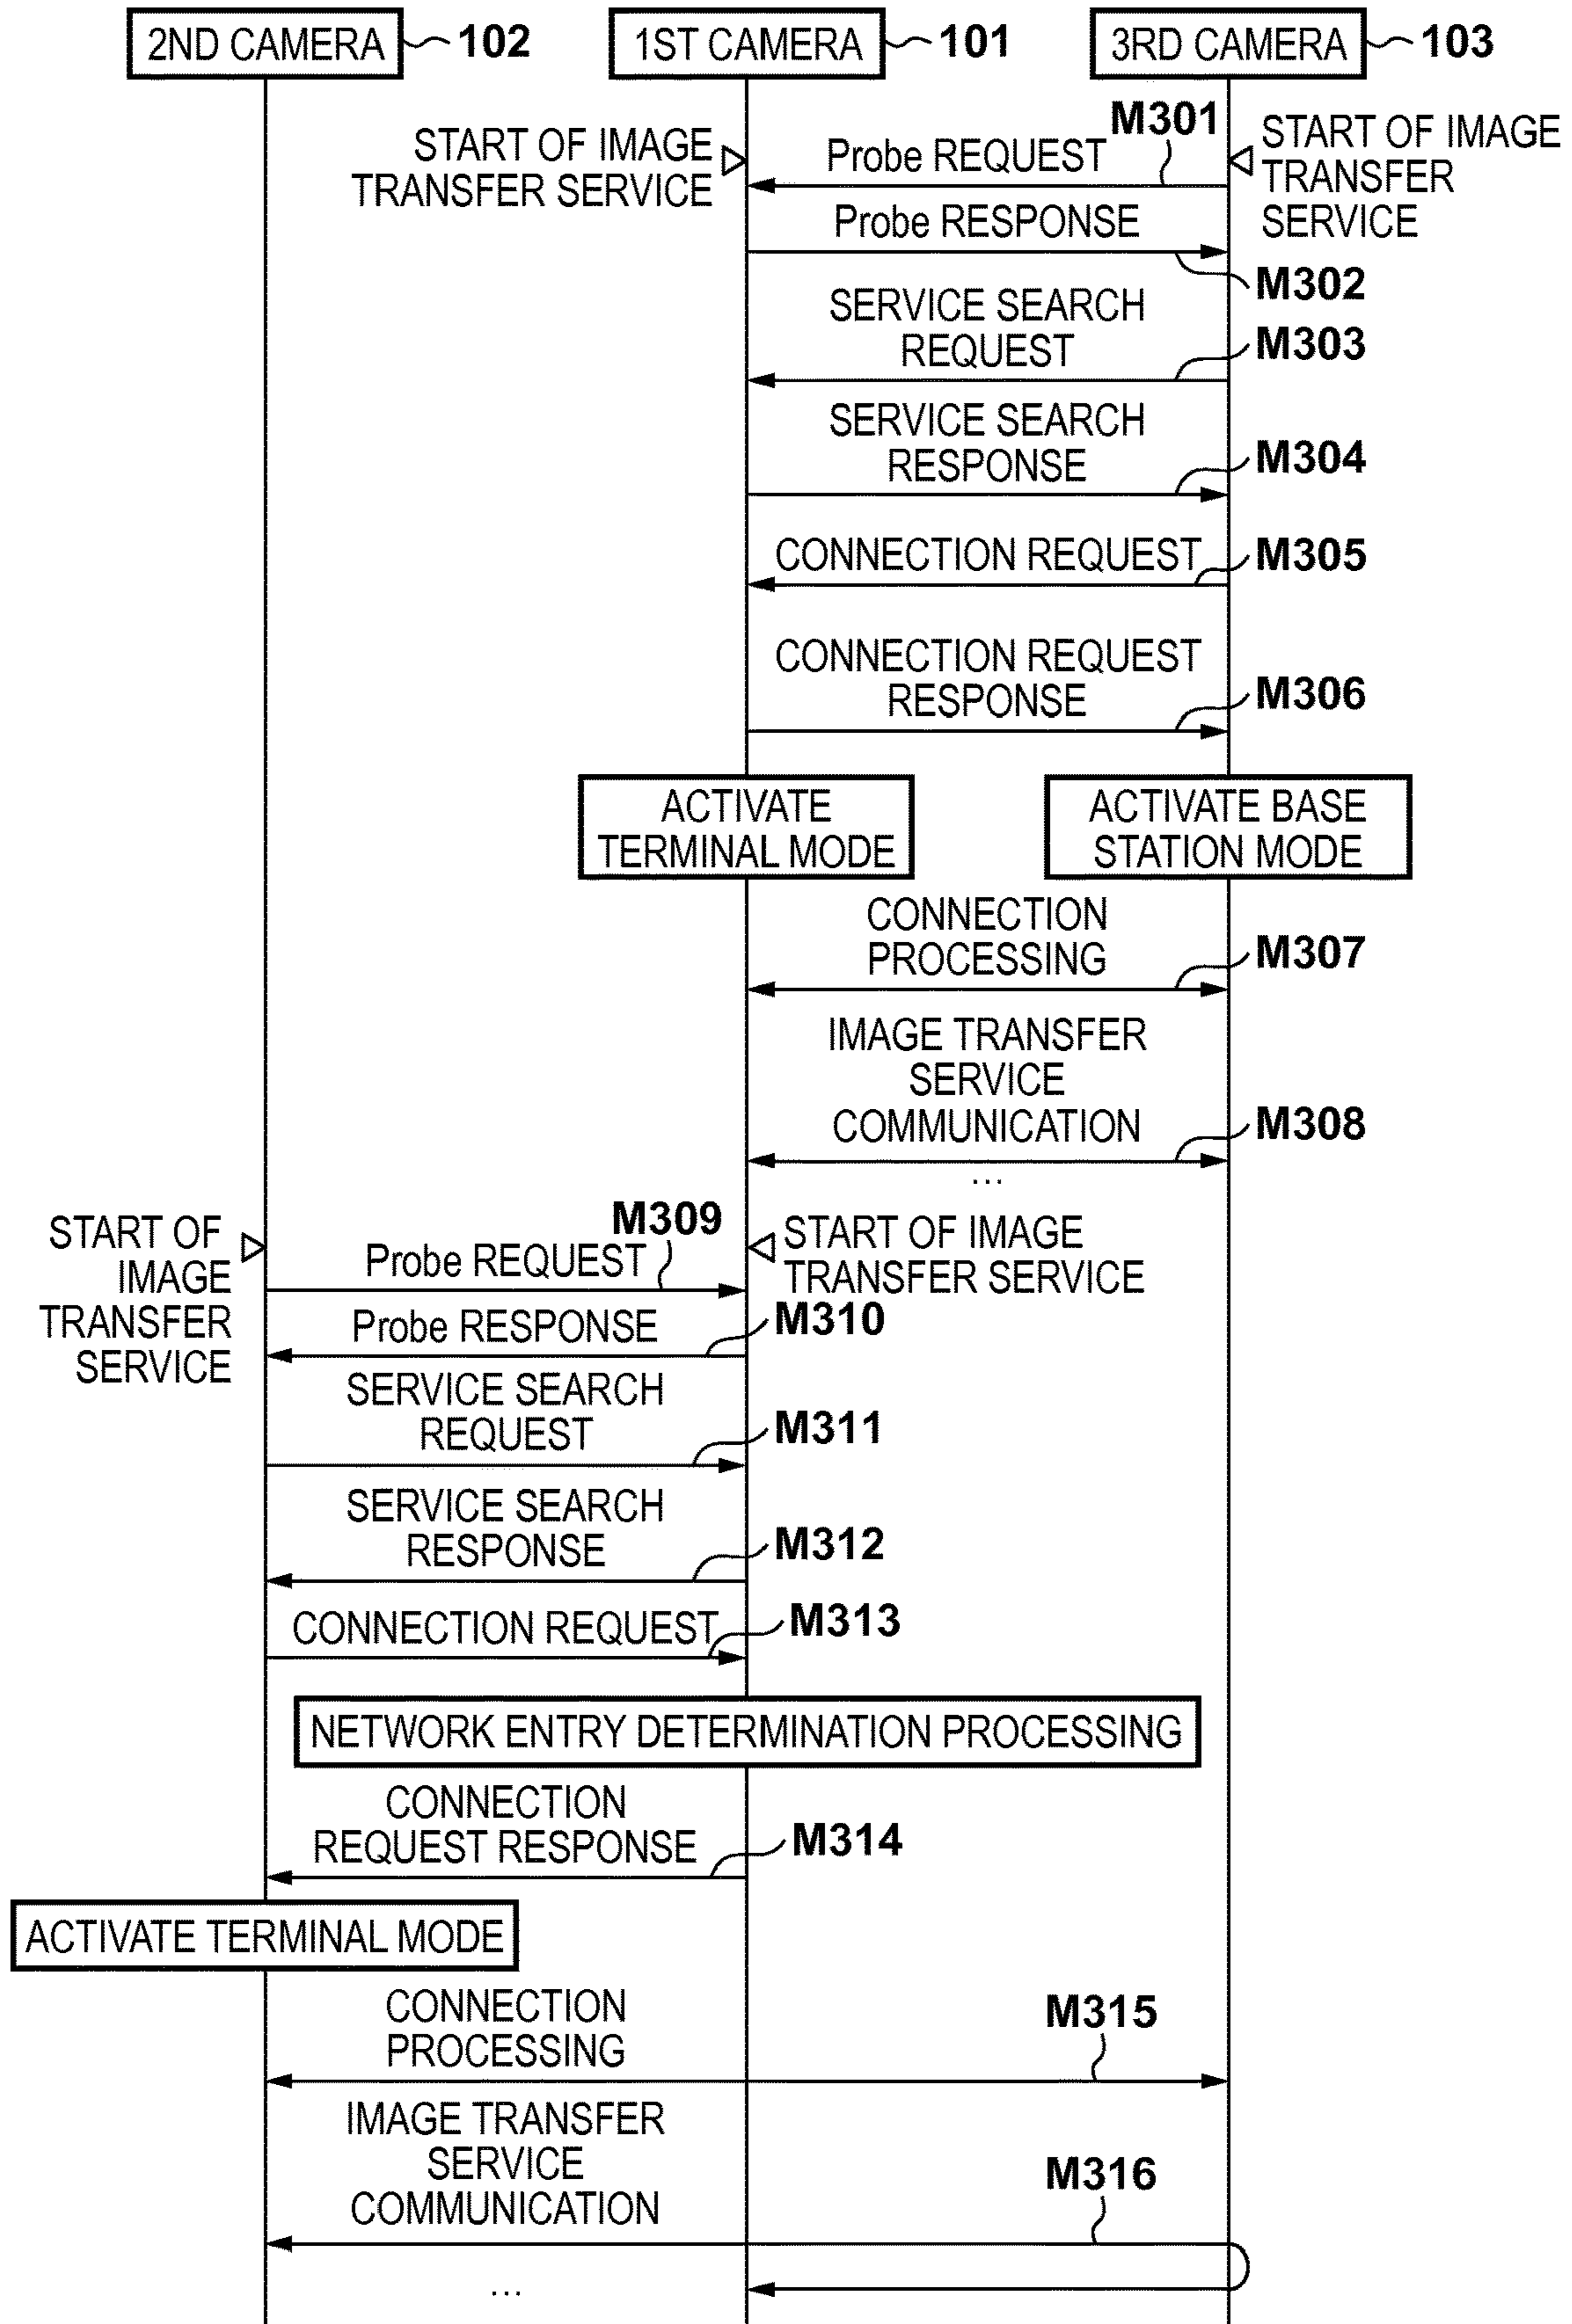 2ND CAMERA 102
1ST CAMERA 101
3RD CAMERA 103
START OF IMAGE
TRANSFER SERVICE
M301
Probe REQUEST
START OF IMAGE
TRANSFER
SERVICE
Probe RESPONSE
M302
SERVICE SEARCH
REQUEST
M303
SERVICE SEARCH
RESPONSE
M304
CONNECTION REQUEST
M305
CONNECTION REQUEST
RESPONSE
M306
ACTIVATE
TERMINAL MODE
ACTIVATE BASE
STATION MODE
CONNECTION
PROCESSING
M307
IMAGE TRANSFER
SERVICE
COMMUNICATION
M308
...
START OF
IMAGE
TRANSFER
SERVICE
M309
Probe REQUEST
START OF IMAGE
TRANSFER SERVICE
Probe RESPONSE
M310
SERVICE SEARCH
REQUEST
M311
SERVICE SEARCH
RESPONSE
M312
CONNECTION REQUEST
M313
NETWORK ENTRY DETERMINATION PROCESSING
CONNECTION
REQUEST RESPONSE
M314
ACTIVATE TERMINAL MODE
CONNECTION
PROCESSING
M315
IMAGE TRANSFER
SERVICE
COMMUNICATION
M316
...